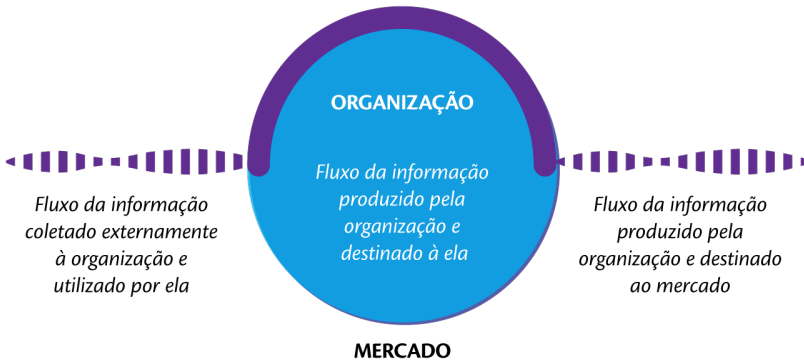 ORGANIZAÇÃO
Fluxo da informação
produzido pela
organização e
destinado à ela
Fluxo da informação
coletado externamente
à organização e
utilizado por ela
Fluxo da informação
produzido pela
organização e destinado
ao mercado
MERCADO